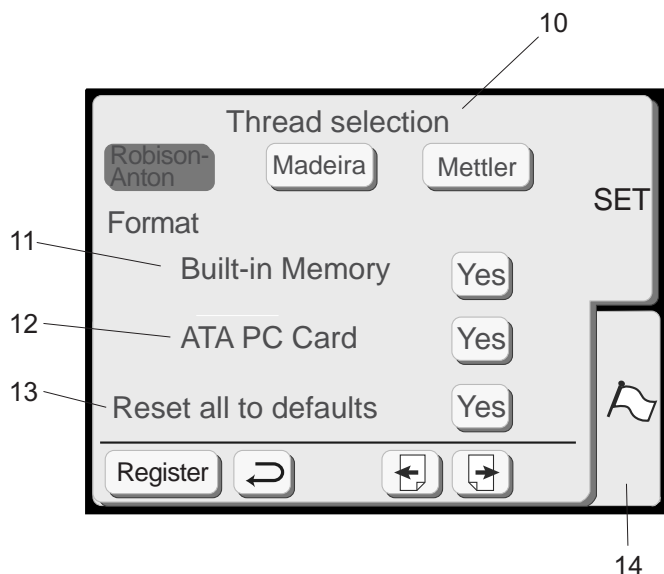 10
Thread selection
Robison-
Anton
Madeira
Mettler
SET
Format
11
Built-in Memory
Yes
12
ATA PC Card
Yes
13
Reset all to defaults
Yes
Register
14